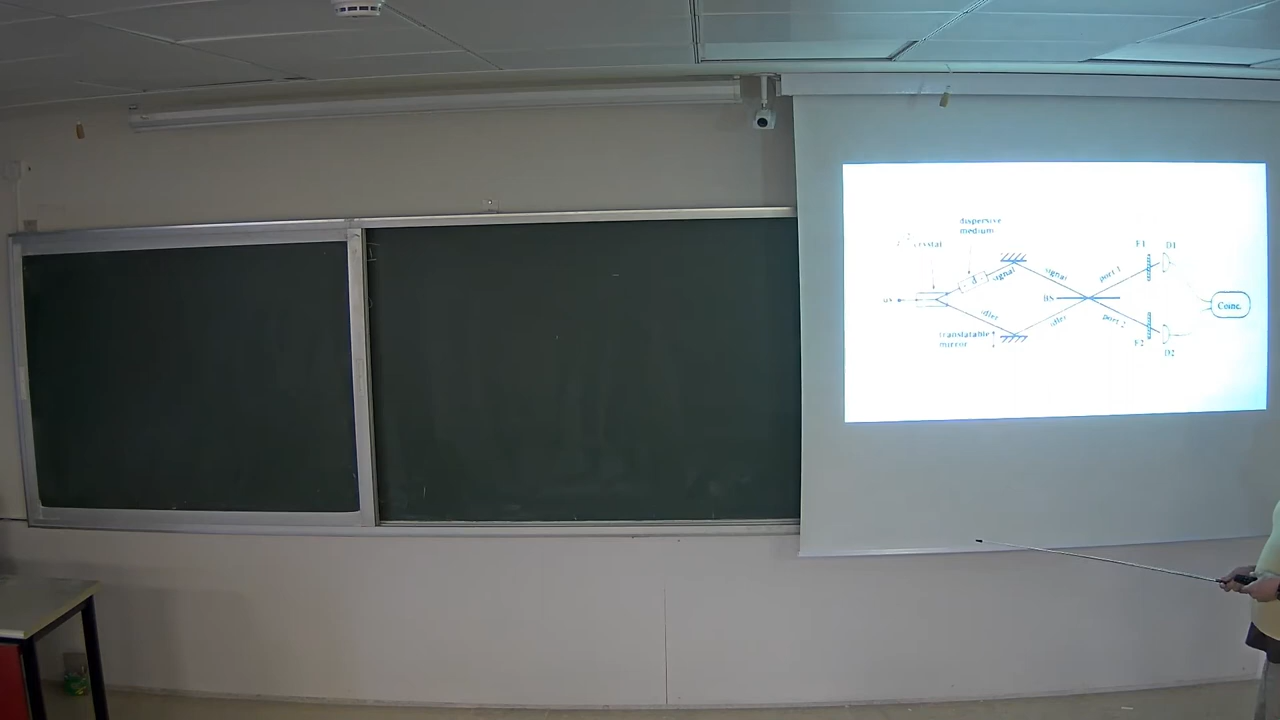 dispersive
medium
crystal
F1
D1
d
signal
signal
port 1
BS
Coinc.
idler
idler
port 2
translatable
mirror
F2
D2